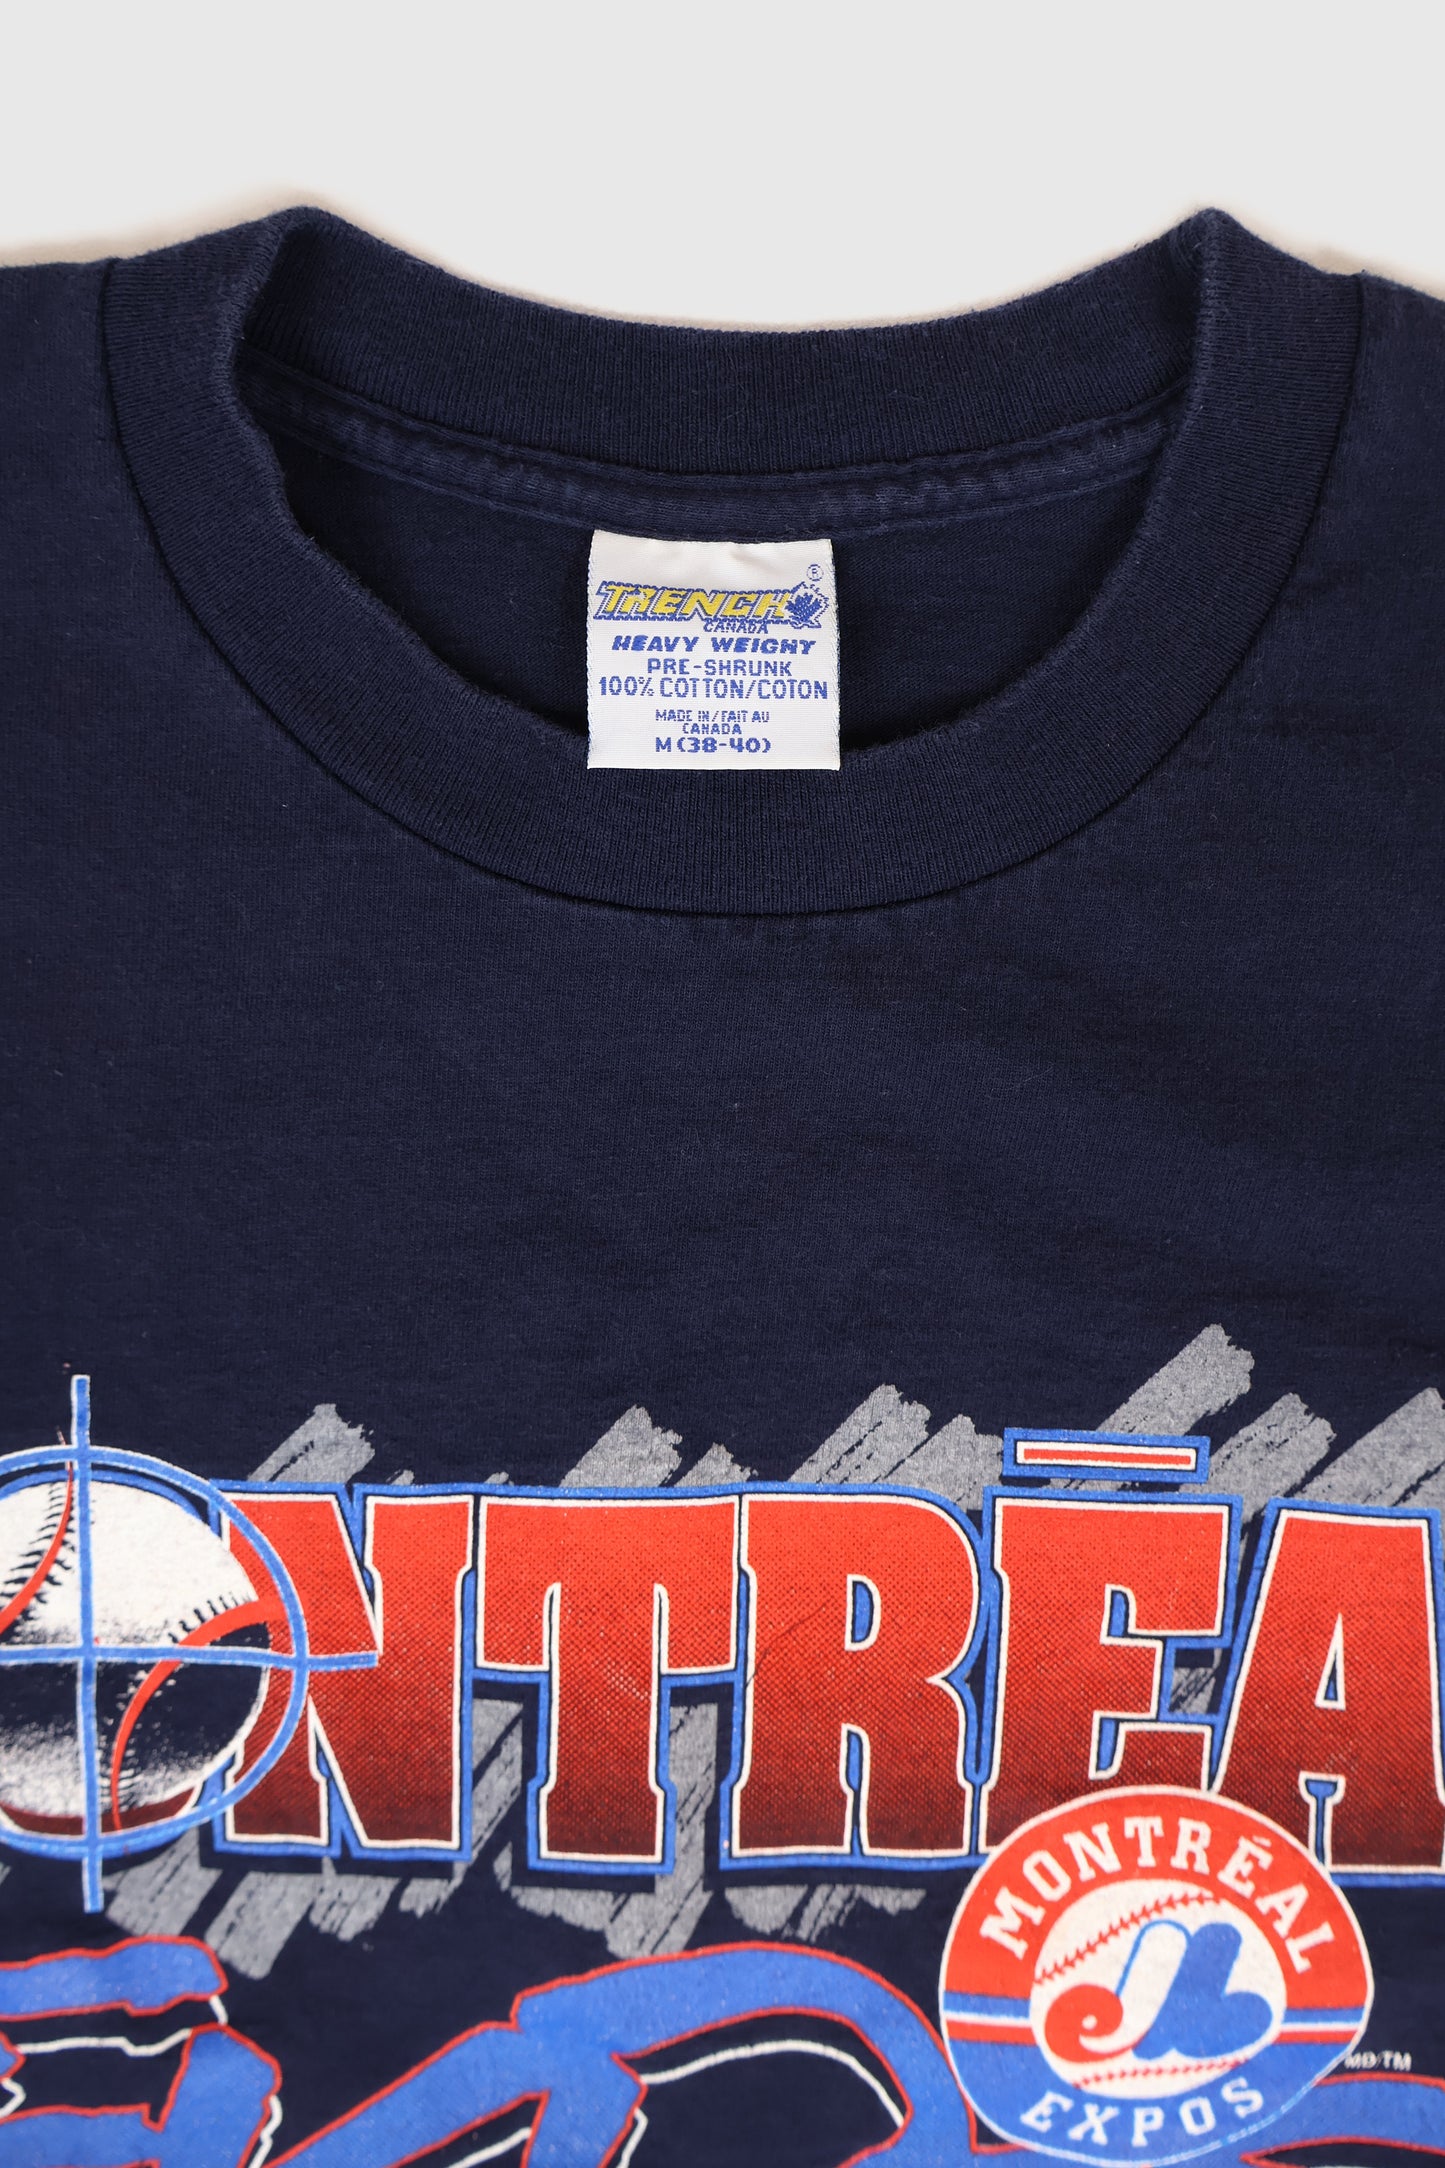 TRENCH ®
CANADA
HEAVY WEIGHT
PRE-SHRUNK
100% COTTON/COTON
MADE IN/FAIT AU
CANADA
M (38-40)
ONTRĒA
MONTRÉAL
EXPOS
MD/TM